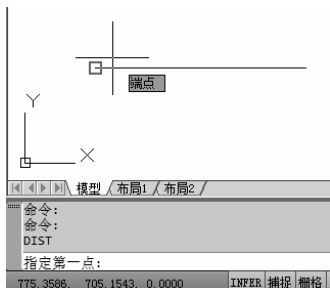 端点
Y
X
模型 布局1 布局2
命令:
命令:
DIST
指定第一点:
775.3586, 705.1543, 0.0000 INFER 捕捉 栅格